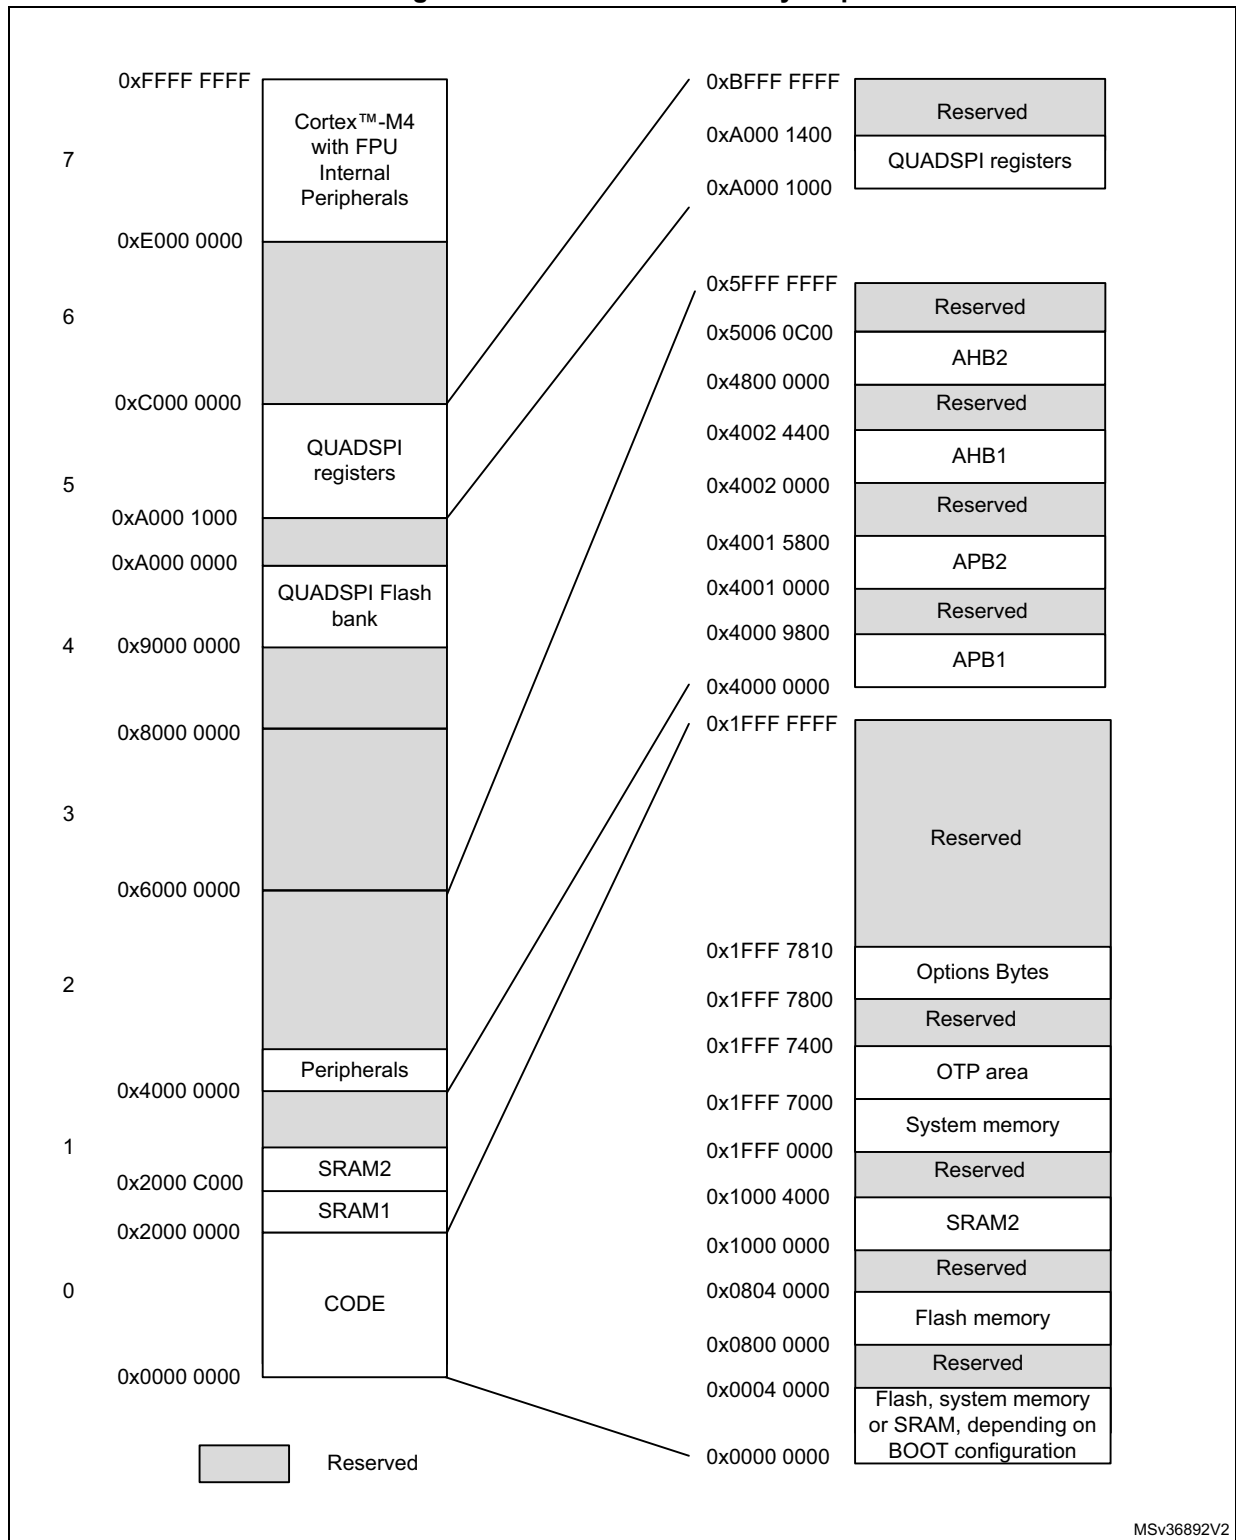 0xFFFF FFFF
Cortex™-M4
with FPU
Internal
Peripherals
7
0xE000 0000
6
0xC000 0000
QUADSPI
registers
5
0xA000 1000
0xA000 0000
QUADSPI Flash
bank
4
0x9000 0000
0x8000 0000
3
0x6000 0000
2
Peripherals
0x4000 0000
1
SRAM2
0x2000 C000
SRAM1
0x2000 0000
0
CODE
0x0000 0000
Reserved
0xBFFF FFFF
Reserved
0xA000 1400
QUADSPI registers
0xA000 1000
0x5FFF FFFF
Reserved
0x5006 0C00
AHB2
0x4800 0000
Reserved
0x4002 4400
AHB1
0x4002 0000
Reserved
0x4001 5800
APB2
0x4001 0000
Reserved
0x4000 9800
APB1
0x4000 0000
0x1FFF FFFF
Reserved
0x1FFF 7810
Options Bytes
0x1FFF 7800
Reserved
0x1FFF 7400
OTP area
0x1FFF 7000
System memory
0x1FFF 0000
Reserved
0x1000 4000
SRAM2
0x1000 0000
Reserved
0x0804 0000
Flash memory
0x0800 0000
Reserved
0x0004 0000
Flash, system memory
or SRAM, depending on
BOOT configuration
0x0000 0000
MSv36892V2